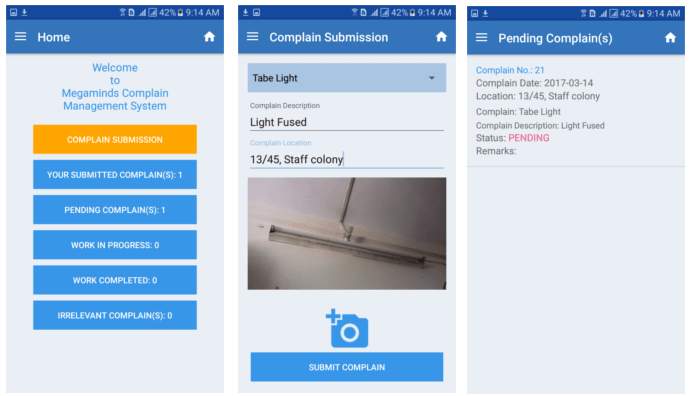 42% 9:14 AM
Home
Welcome
to
Megaminds Complain
Management System
COMPLAIN SUBMISSION
YOUR SUBMITTED COMPLAIN(S): 1
PENDING COMPLAIN(S): 1
WORK IN PROGRESS: 0
WORK COMPLETED: 0
IRRELEVANT COMPLAIN(S): 0
42% 9:14 AM
Complain Submission
Tabe Light
Complain Description
Light Fused
Complain Location
13/45, Staff colony
SUBMIT COMPLAIN
42% 9:14 AM
Pending Complain(s)
Complain No.: 21
Complain Date: 2017-03-14
Location: 13/45, Staff colony
Complain: Tabe Light
Complain Description: Light Fused
Status: PENDING
Remarks: